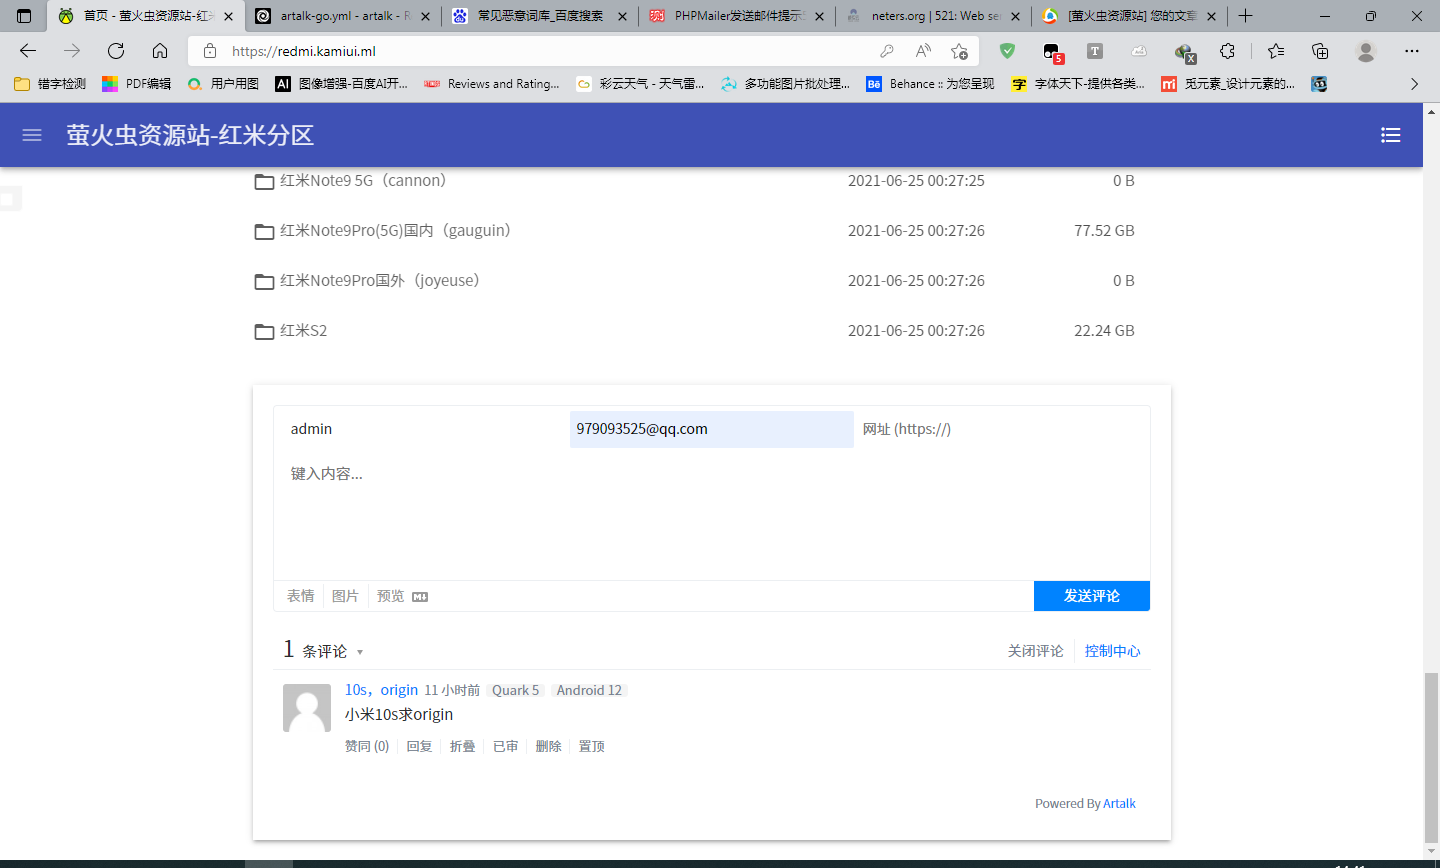 首页 - 萤火虫资源站-红米
artalk-go.yml - artalk - R
常见恶意词库_百度搜索
PHPMailer发送邮件提示
neters.org | 521: Web se
[萤火虫资源站] 您的文章
https://redmi.kamiui.ml
5
X
错字检测
PDF编辑
用户用图
图像增强-百度AI开...
Reviews and Rating...
彩云天气 - 天气雷...
多功能图片批处理...
Behance :: 为您呈现
字体天下-提供各类...
觅元素_设计元素的...
萤火虫资源站-红米分区
红米Note9 5G（cannon） 2021-06-25 00:27:25 0 B
红米Note9Pro(5G)国内（gauguin） 2021-06-25 00:27:26 77.52 GB
红米Note9Pro国外（joyeuse） 2021-06-25 00:27:26 0 B
红米S2 2021-06-25 00:27:26 22.24 GB
admin 979093525@qq.com 网址 (https://)
键入内容...
表情 图片 预览 发送评论
1 条评论 关闭评论 控制中心
10s，origin 11 小时前 Quark 5 Android 12
小米10s求origin
赞同 (0) 回复 折叠 已审 删除 置顶
Powered By Artalk